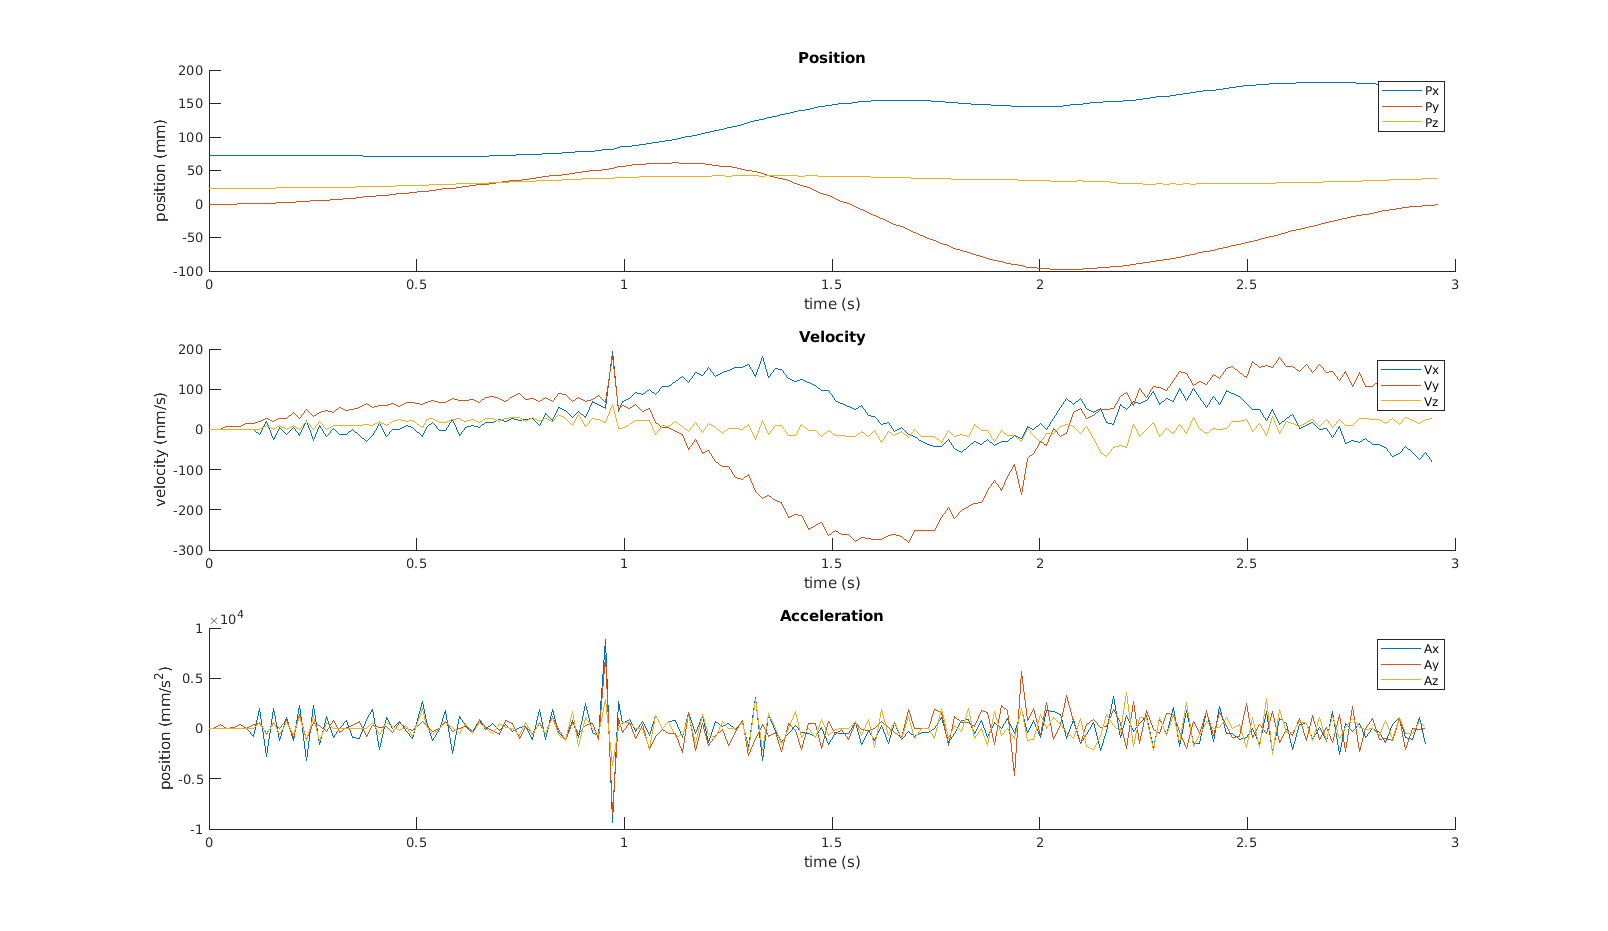 Position
200
150
100
50
0
-50
-100
position (mm)
0 0.5 1 1.5 2 2.5 3
time (s)
Px
Py
Pz
Velocity
200
100
0
-100
-200
-300
velocity (mm/s)
0 0.5 1 1.5 2 2.5 3
time (s)
Vx
Vy
Vz
Acceleration
×10⁴
1
0.5
0
-0.5
-1
position (mm/s²)
0 0.5 1 1.5 2 2.5 3
time (s)
Ax
Ay
Az